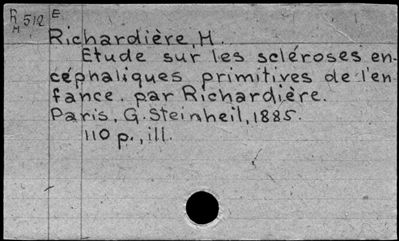 R 512 E
M
Richardière, H.
Etude sur les scléroses en-
céphaliques primitives de l'en-
fance. par Richardière.
Paris, G. Steinheil, 1885.
110 p., ill.